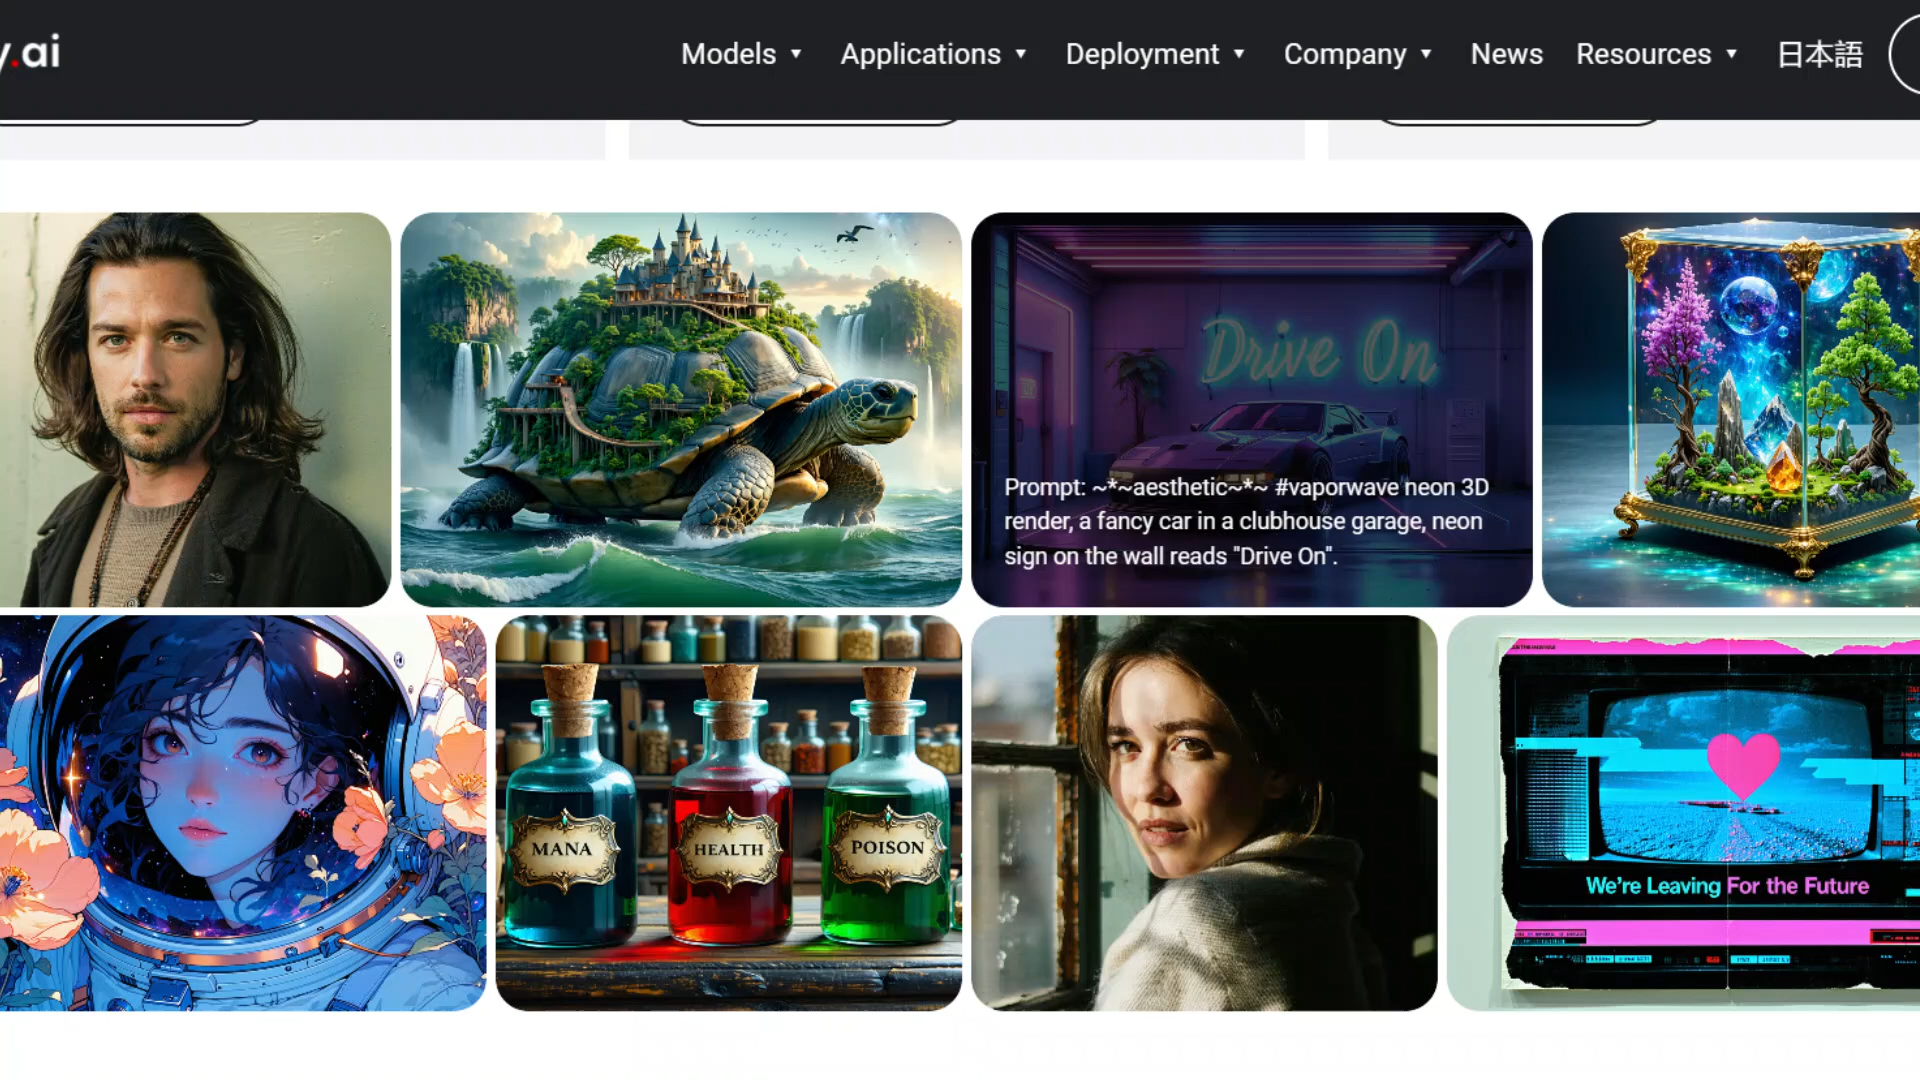 y.ai
Models
Applications
Deployment
Company
News
Resources
日本語
Drive On
Prompt: ~*~aesthetic~*~ #vaporwave neon 3D
render, a fancy car in a clubhouse garage, neon
sign on the wall reads "Drive On".
MANA
HEALTH
POISON
We're Leaving For the Future